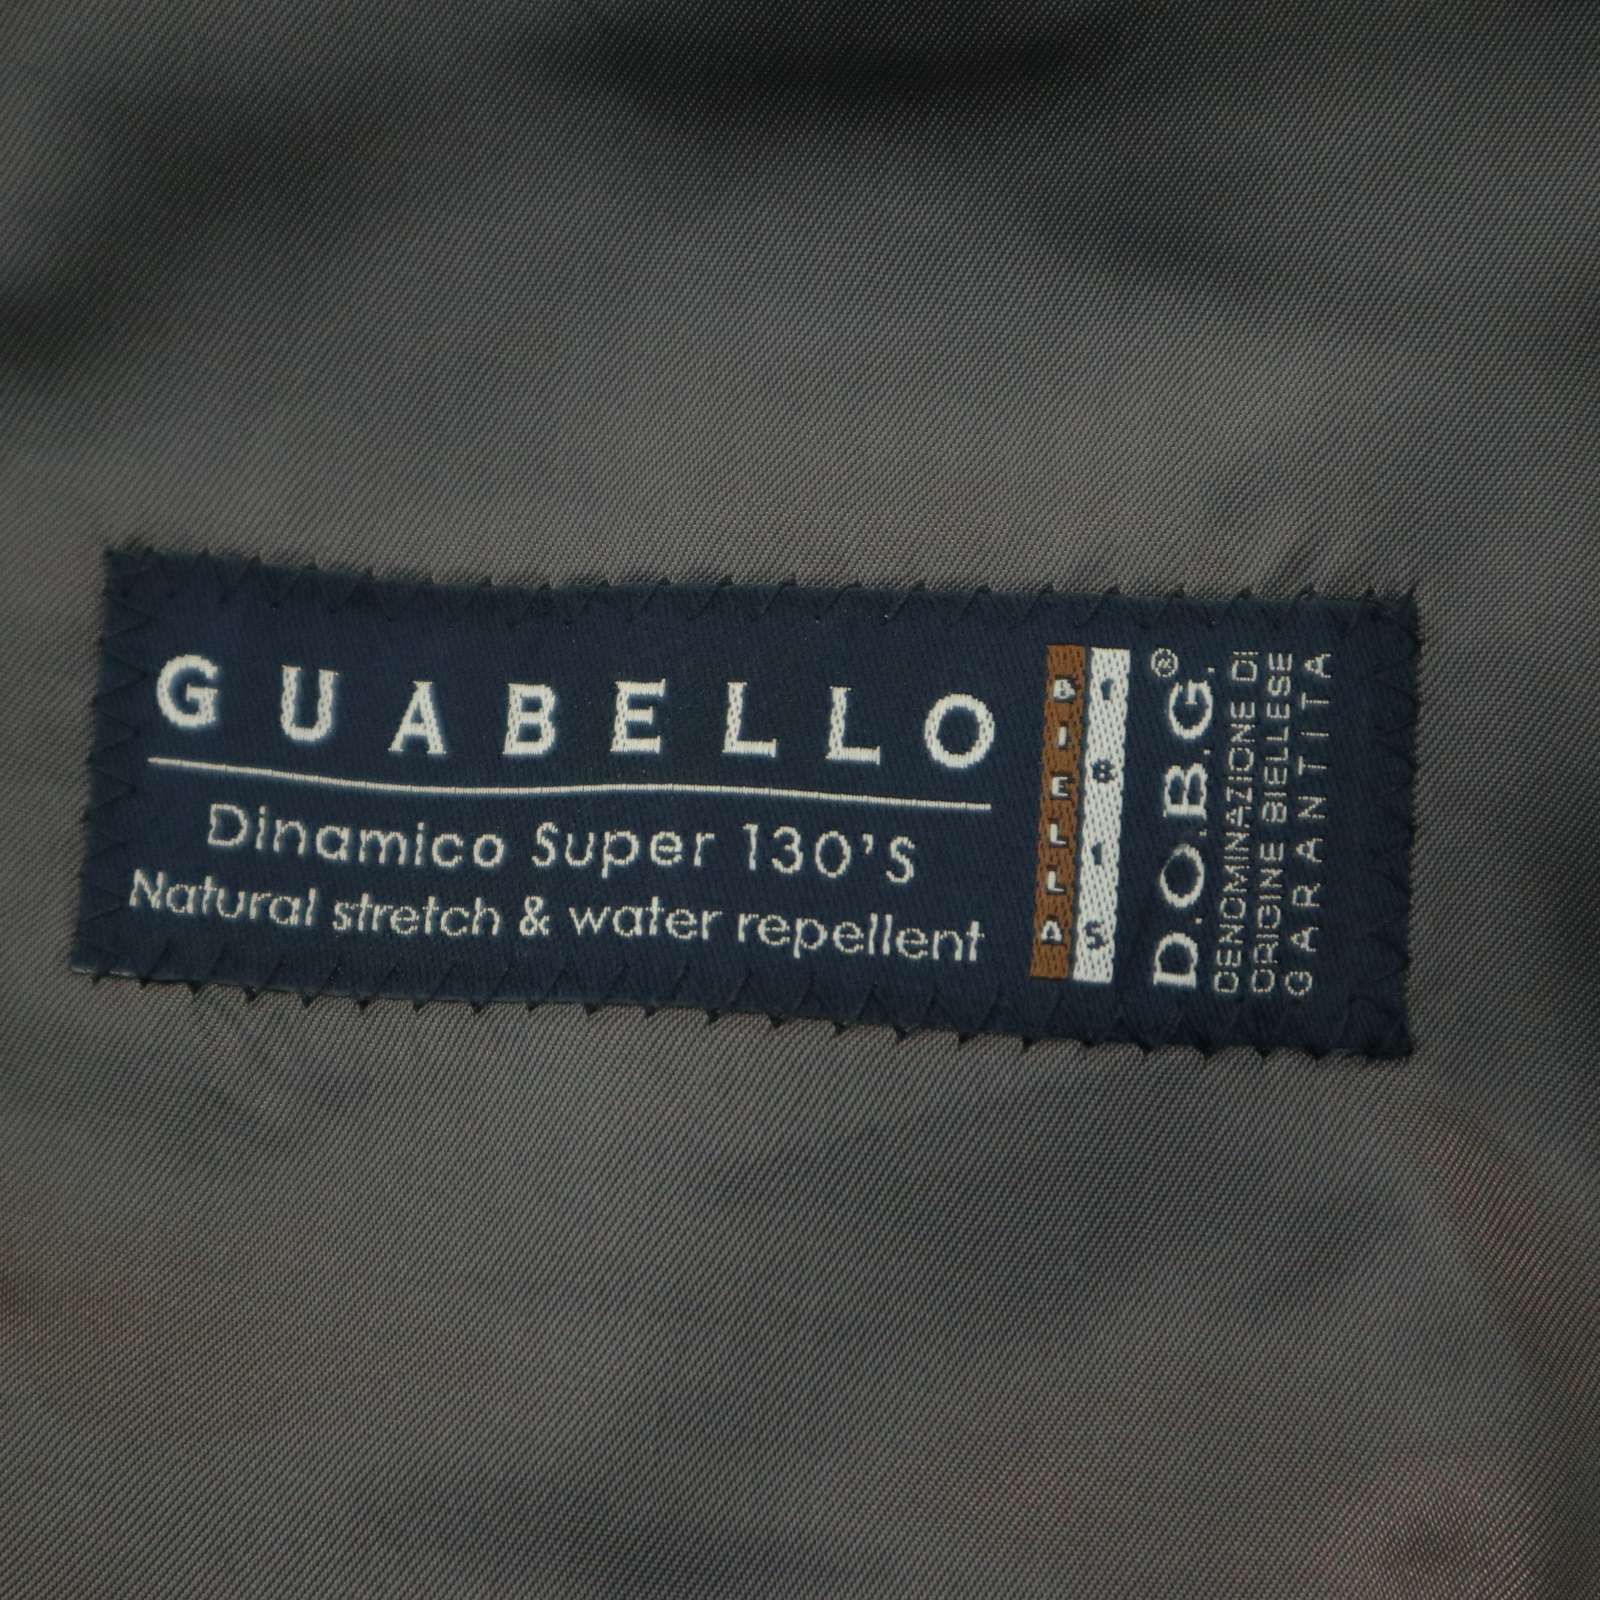 GUABELLO
Dinamico Super 130'S
Natural stretch & water repellent
BIELLA
1815
D.O.B.G.®
DENOMINAZIONE DI
ORIGINE BIELLESE
GARANTITA